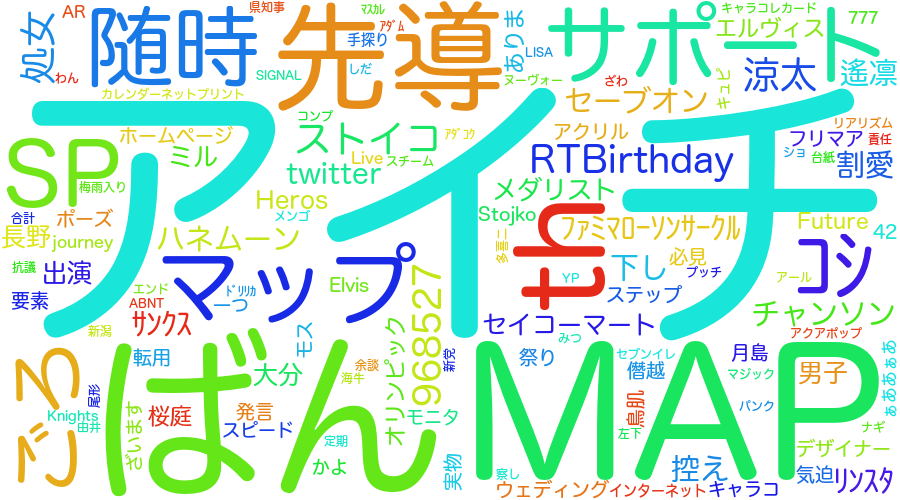 AR
県知事
マスカル
アダム
キャラコレカード
777
処女
随時
先導
手探り
ありま
サポート
エルヴィス
わん
SIGNAL
しだ
LISA
ヌーヴォー
ざわ
キュピ
涼太
遙凛
カレンダーネットプリント
コンプ
アイチ
セーブオン
SP
ホームページ
ミル
ストイコ
アダコク
アクリル
リアリズム
フリマア
責任
梅雨入り
Live
スチーム
twitter
RTBirthday
ショ
台紙
割愛
合計
ポーズ
Heros
メンゴ
メダリスト
Stojko
th
ファミマローソンサークル
Future
42
長野
journey
ハネムーン
多喜二
必見
コシ
抗議
出演
マップ
Elvis
YP
下し
プッチ
アール
要素
エンド
ABNT
ドリリカ
一つ
968527
ステップ
チャンソン
新潟
サンクス
モス
オリンピック
セイコーマート
みつ
アクアポップ
ごろ
ばん
MAP
転用
大分
余談
海牛
新党
祭り
セブンイレ
月島
ぁああぁ
尾形
僭越
マジック
男子
Knights
由井
ざいます
桜庭
発言
スピード
モニタ
鳥肌
パンク
ナギ
定期
左下
かよ
実物
察し
控え
デザイナー
気迫
リンスタ
ウェディング
インターネット
キャラコ